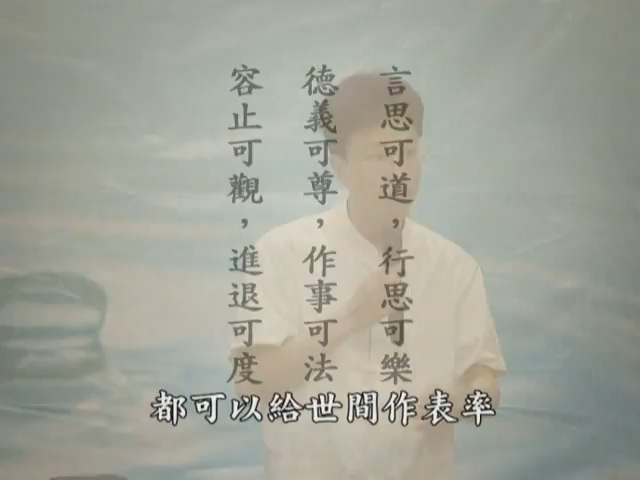 言思可道，行思可樂
德義可尊，作事可法
容止可觀，進退可度
都可以給世間作表率